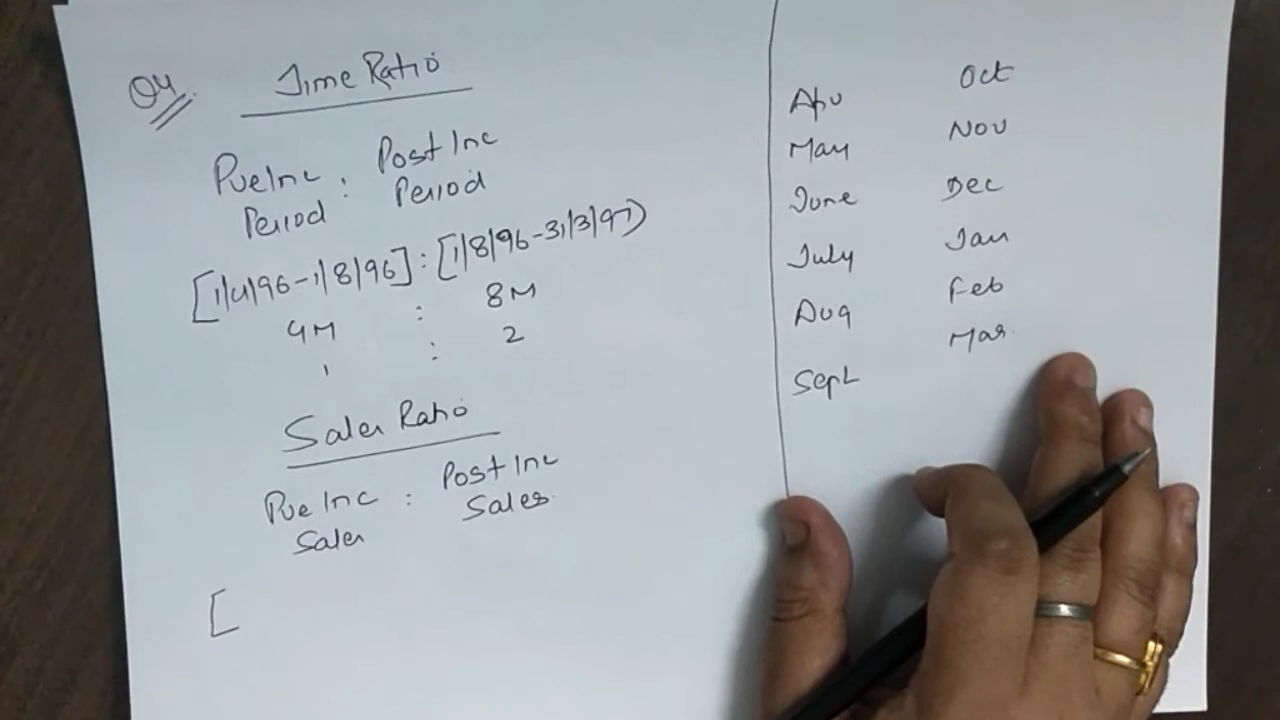 Q4.
Time Ratio
Pre Inc : Post Inc
Period Period
[1/4/96-1/8/96] : [1/8/96-31/3/97)
4M : 8M
1 : 2
Sales Ratio
Pre Inc : Post Inc
Sales Sales
[
Apr
May
June
July
Aug
Sept
Oct
Nov
Dec
Jan
Feb
Mar